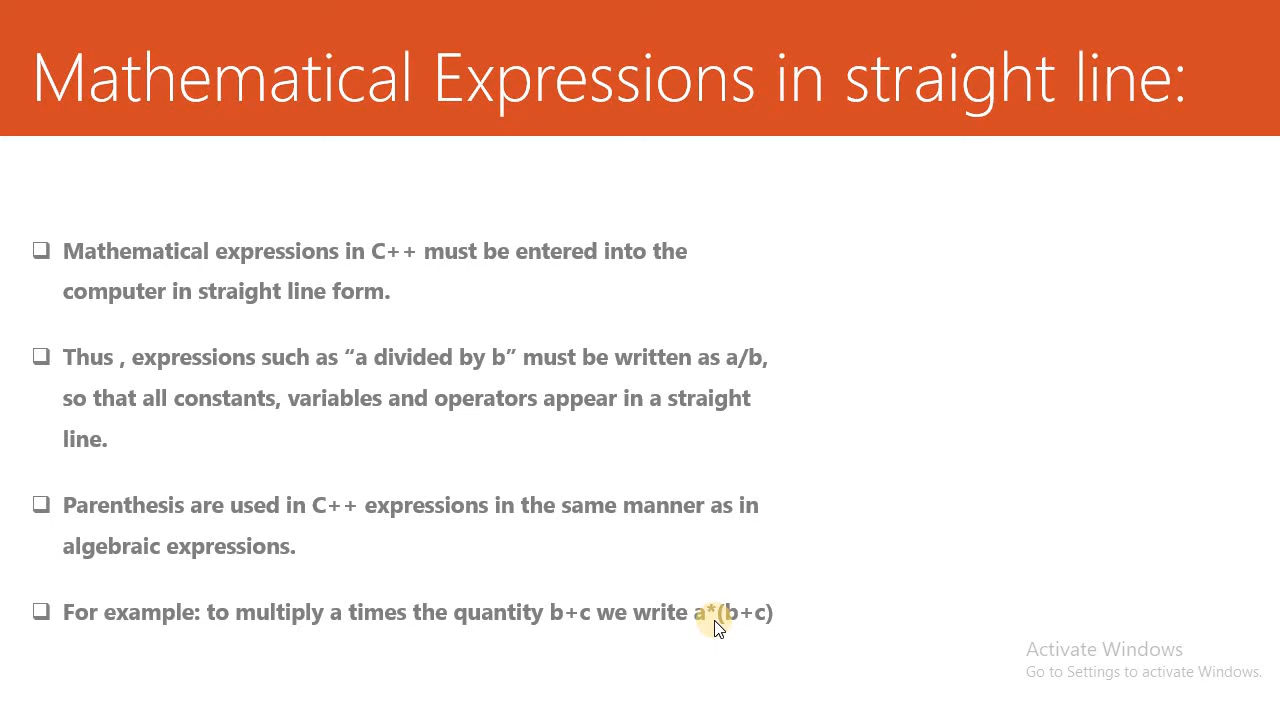 Mathematical Expressions in straight line:
❑ Mathematical expressions in C++ must be entered into the
computer in straight line form.
❑ Thus , expressions such as “a divided by b” must be written as a/b,
so that all constants, variables and operators appear in a straight
line.
❑ Parenthesis are used in C++ expressions in the same manner as in
algebraic expressions.
❑ For example: to multiply a times the quantity b+c we write a*(b+c)
Activate Windows
Go to Settings to activate Windows.